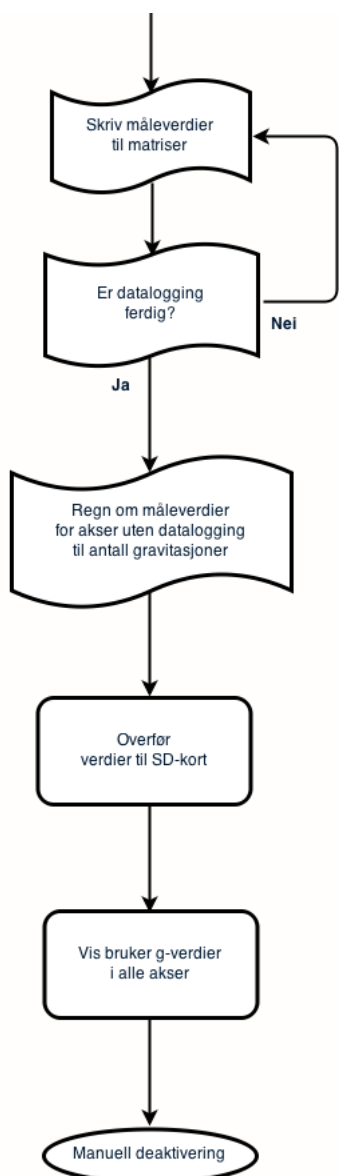 Skriv måleverdier
til matriser
Er datalogging
ferdig?
Nei
Ja
Regn om måleverdier
for akser uten datalogging
til antall gravitasjoner
Overfør
verdier til SD-kort
Vis bruker g-verdier
i alle akser
Manuell deaktivering